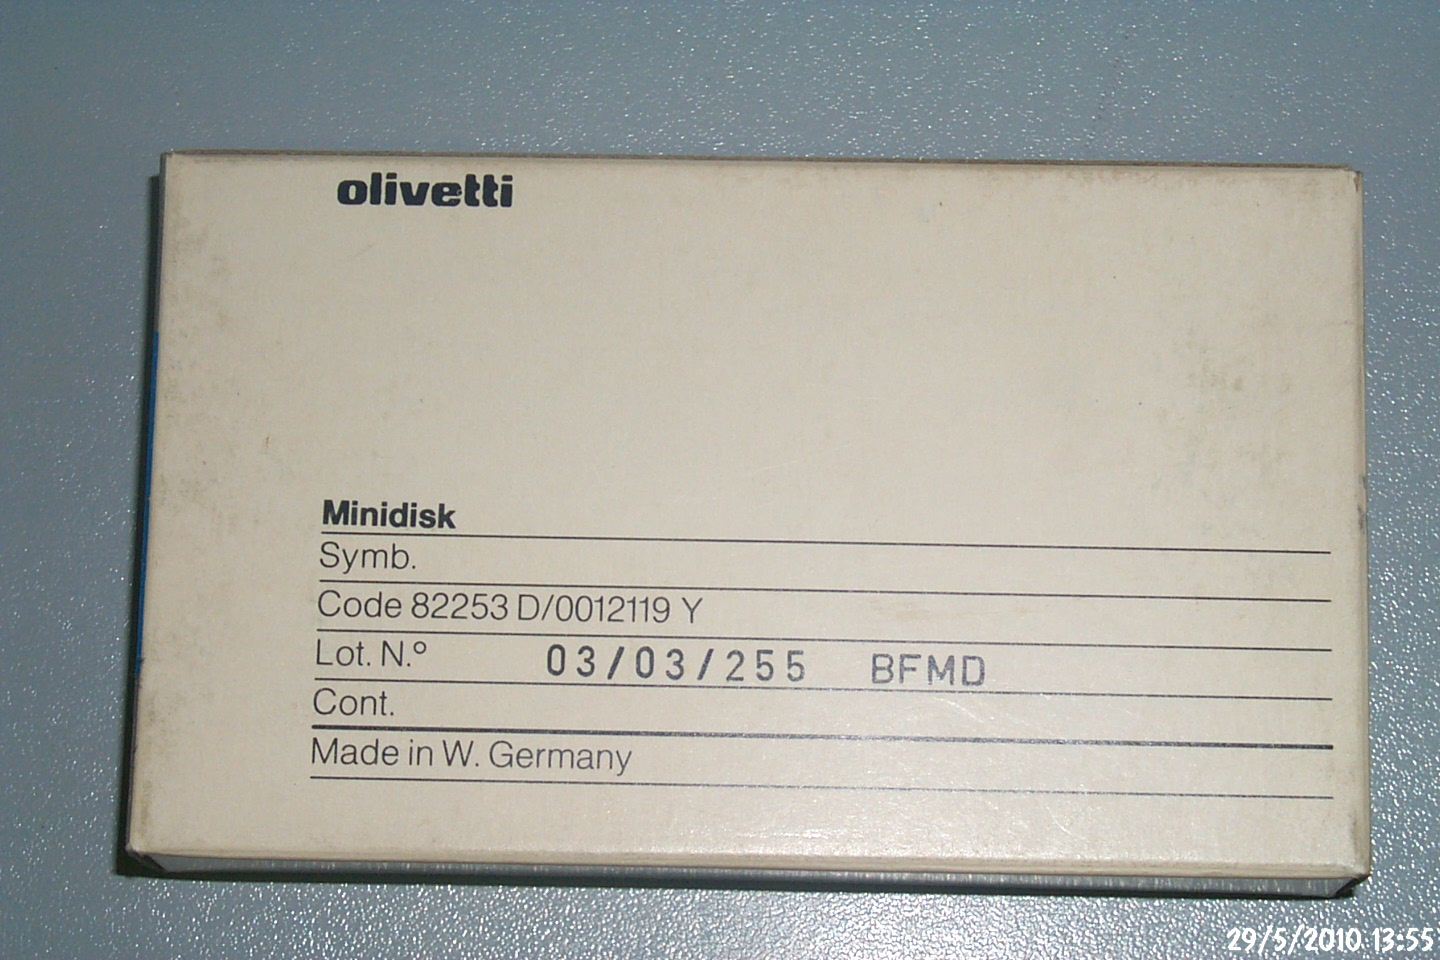 olivetti
Minidisk
Symb.
Code 82253 D/0012119 Y
Lot. N.º 03/03/255 BFMD
Cont.
Made in W. Germany
29/5/2010 13:55